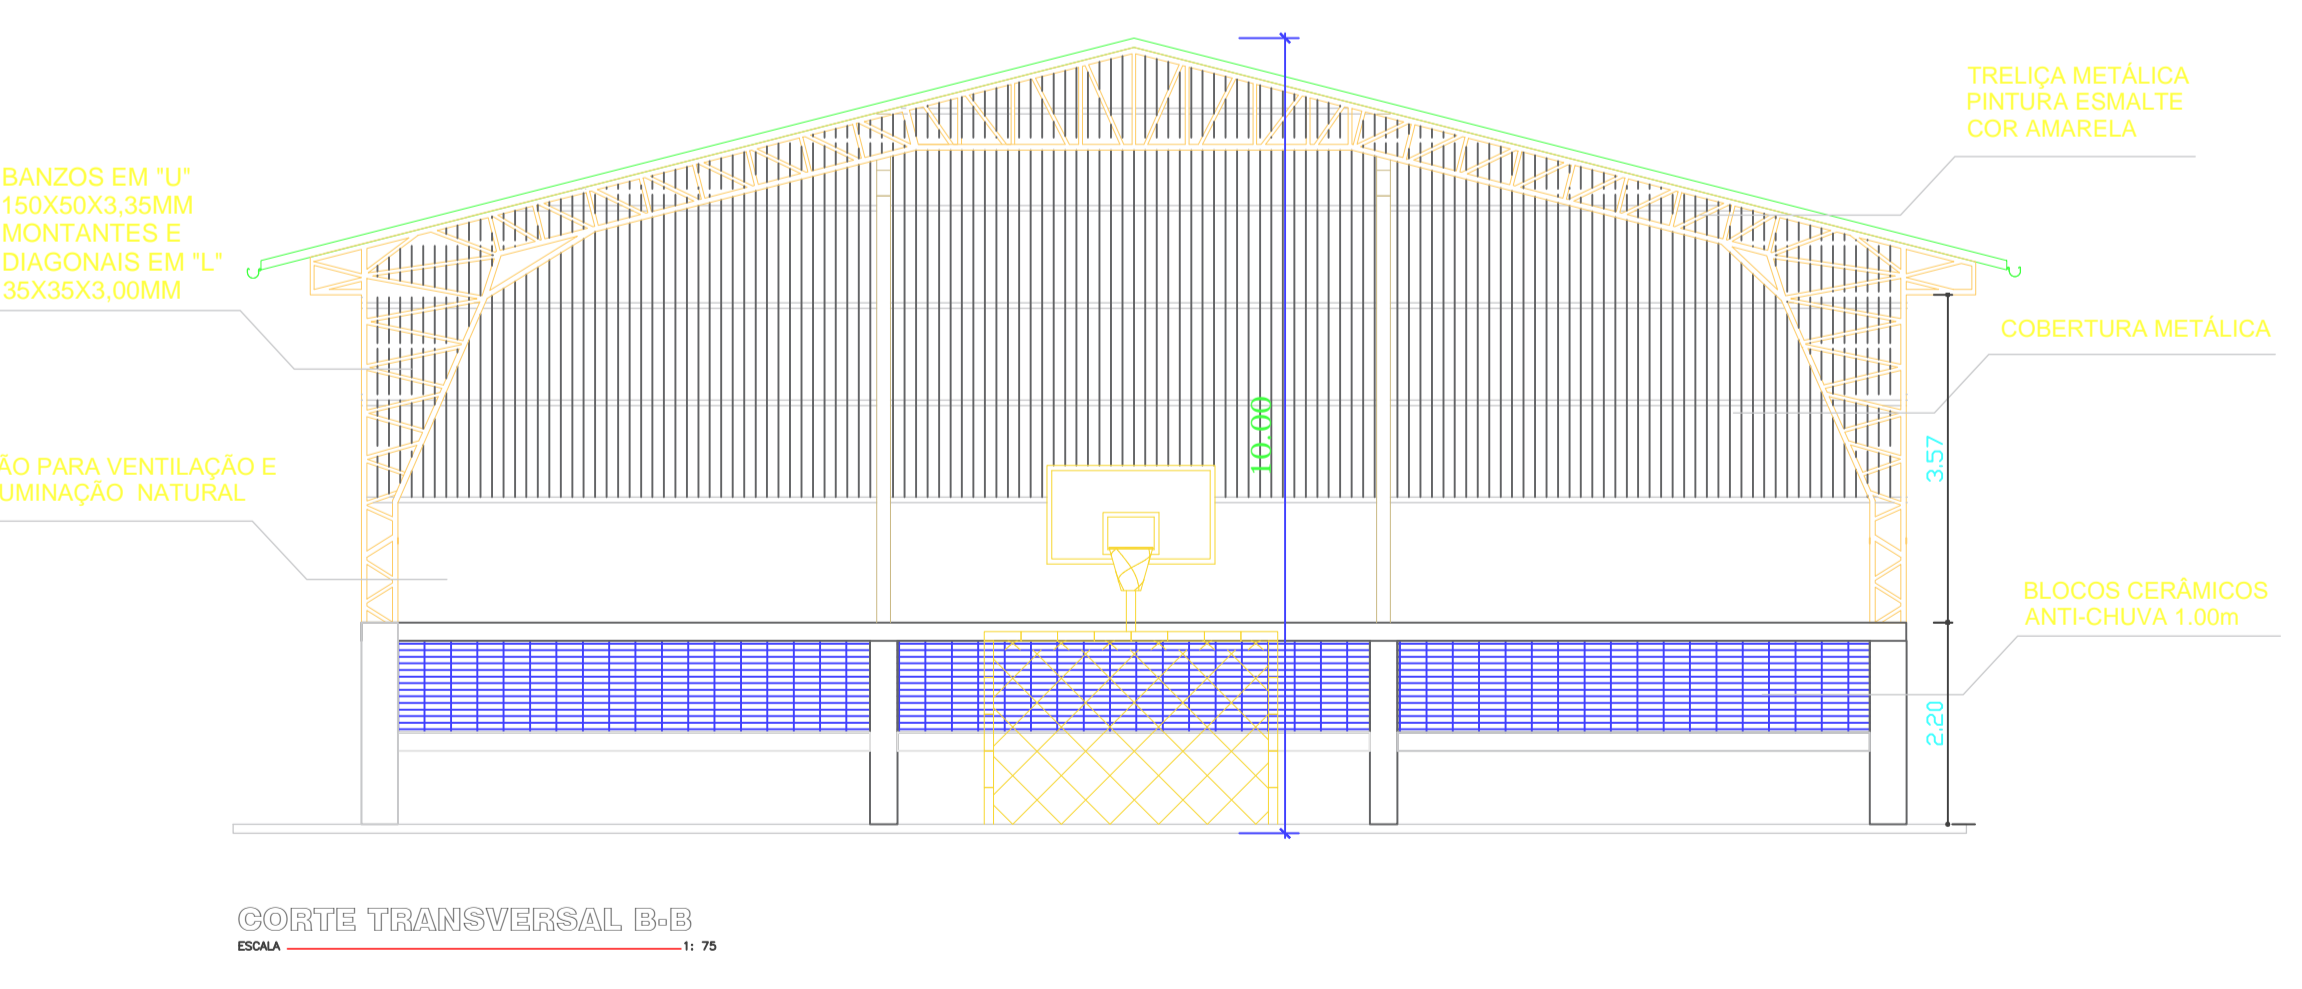 TRELIÇA METÁLICA
PINTURA ESMALTE
COR AMARELA
BANZOS EM "U"
150X50X3,35MM
MONTANTES E
DIAGONAIS EM "L"
35X35X3,00MM
COBERTURA METÁLICA
10.00
3.57
ÃO PARA VENTILAÇÃO E
UMINAÇÃO NATURAL
BLOCOS CERÂMICOS
ANTI-CHUVA 1.00m
2.20
CORTE TRANSVERSAL B-B
ESCALA 1: 75